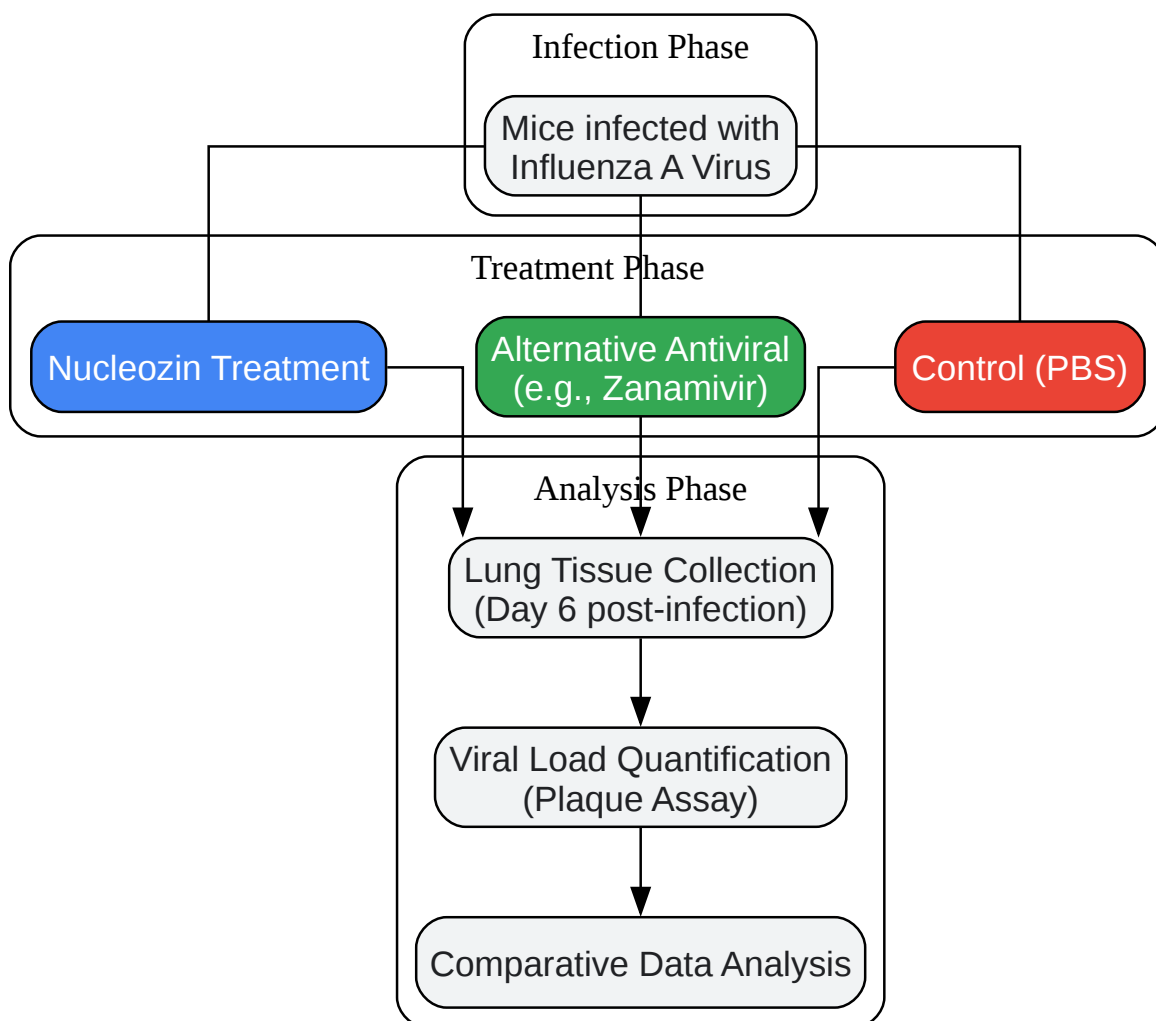 Infection Phase
Mice infected with
Influenza A Virus
Treatment Phase
Nucleozin Treatment
Alternative Antiviral
(e.g., Zanamivir)
Control (PBS)
Analysis Phase
Lung Tissue Collection
(Day 6 post-infection)
Viral Load Quantification
(Plaque Assay)
Comparative Data Analysis